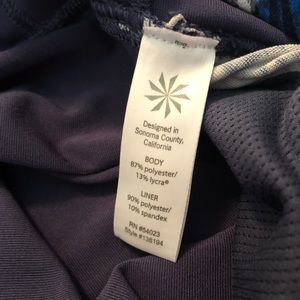 Designed in
Sonoma County,
California
BODY
87% polyester/
13% lycra®
LINER
90% polyester/
10% spandex
RN #54023
Style #138194